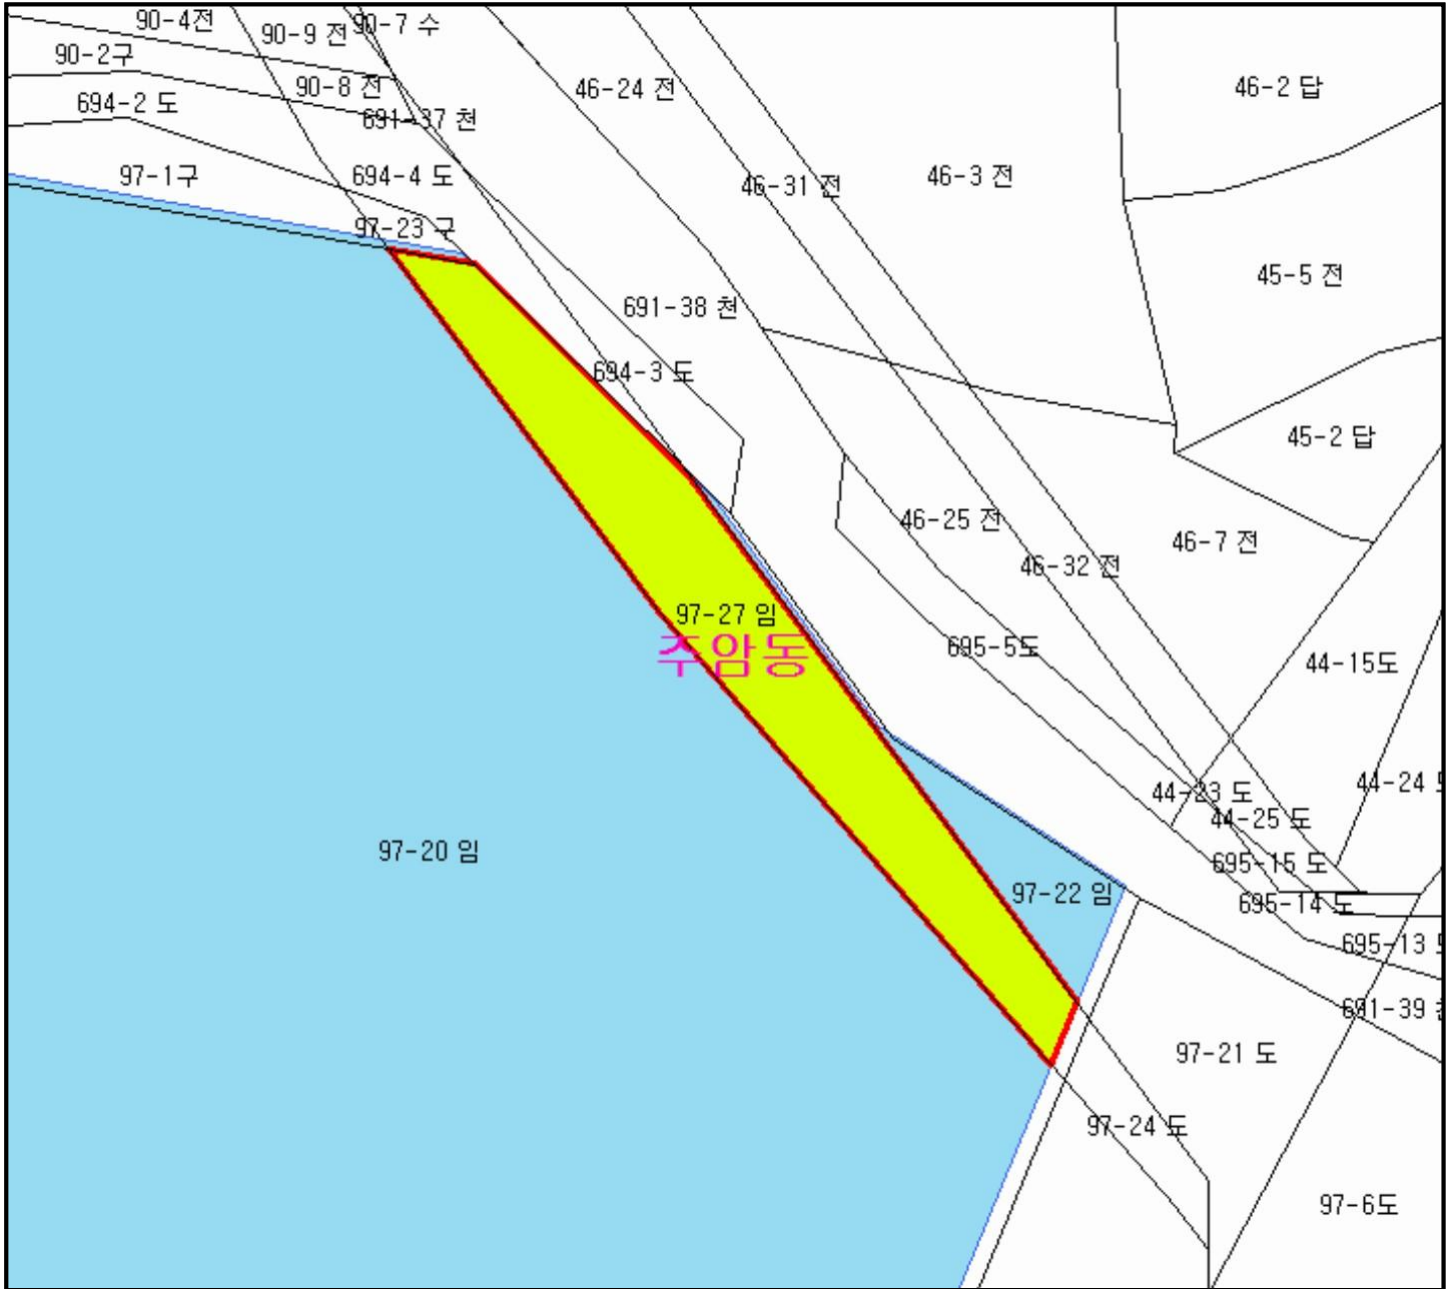 90-4전
90-9 전
90-7 수
90-2구
90-8 전
46-24 전
46-2 답
694-2 도
691-37 천
97-1구
694-4 도
46-31 전
46-3 전
97-23 구
45-5 전
691-38 천
694-3 도
45-2 답
46-25 전
46-7 전
46-32 전
97-27 임
주암동
695-5도
44-15도
44-23 도
44-24
44-25 도
97-20 임
695-15 도
97-22 임
695-14 도
695-13
691-39
97-21 도
97-24 도
97-6도